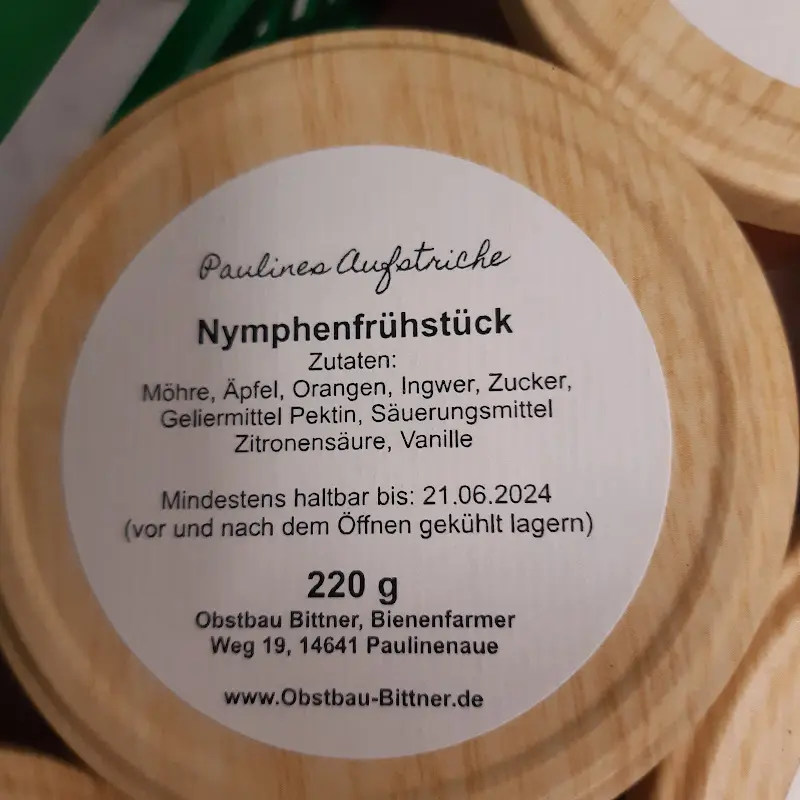 Paulines Aufstriche
Nymphenfrühstück
Zutaten:
Möhre, Äpfel, Orangen, Ingwer, Zucker,
Geliermittel Pektin, Säuerungsmittel
Zitronensäure, Vanille
Mindestens haltbar bis: 21.06.2024
(vor und nach dem Öffnen gekühlt lagern)
220 g
Obstbau Bittner, Bienenfarmer
Weg 19, 14641 Paulinenaue
www.Obstbau-Bittner.de